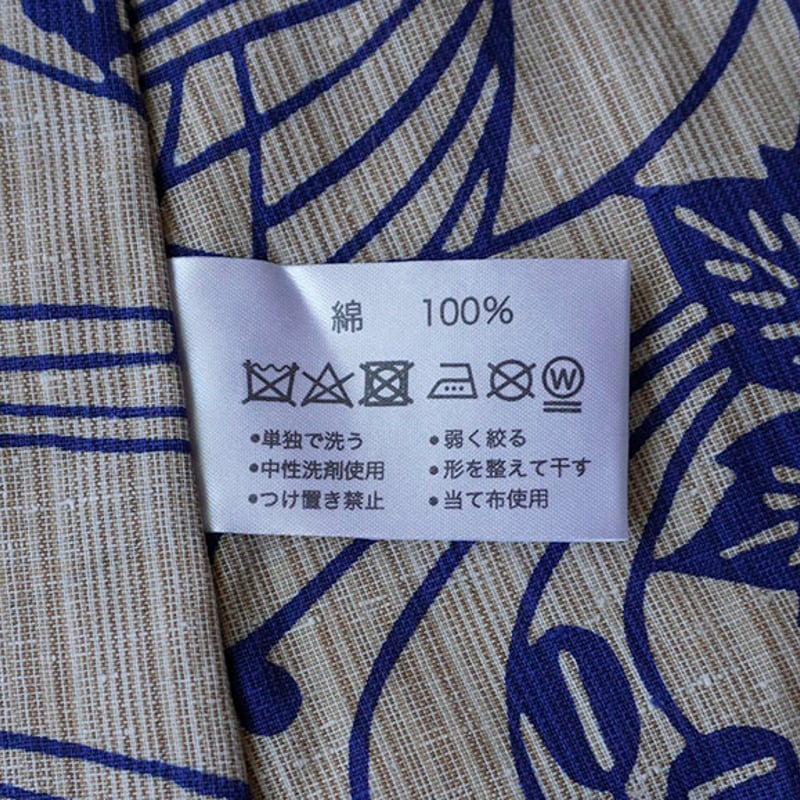 綿 100%
W
•単独で洗う •弱く絞る
•中性洗剤使用 •形を整えて干す
•つけ置き禁止 •当て布使用